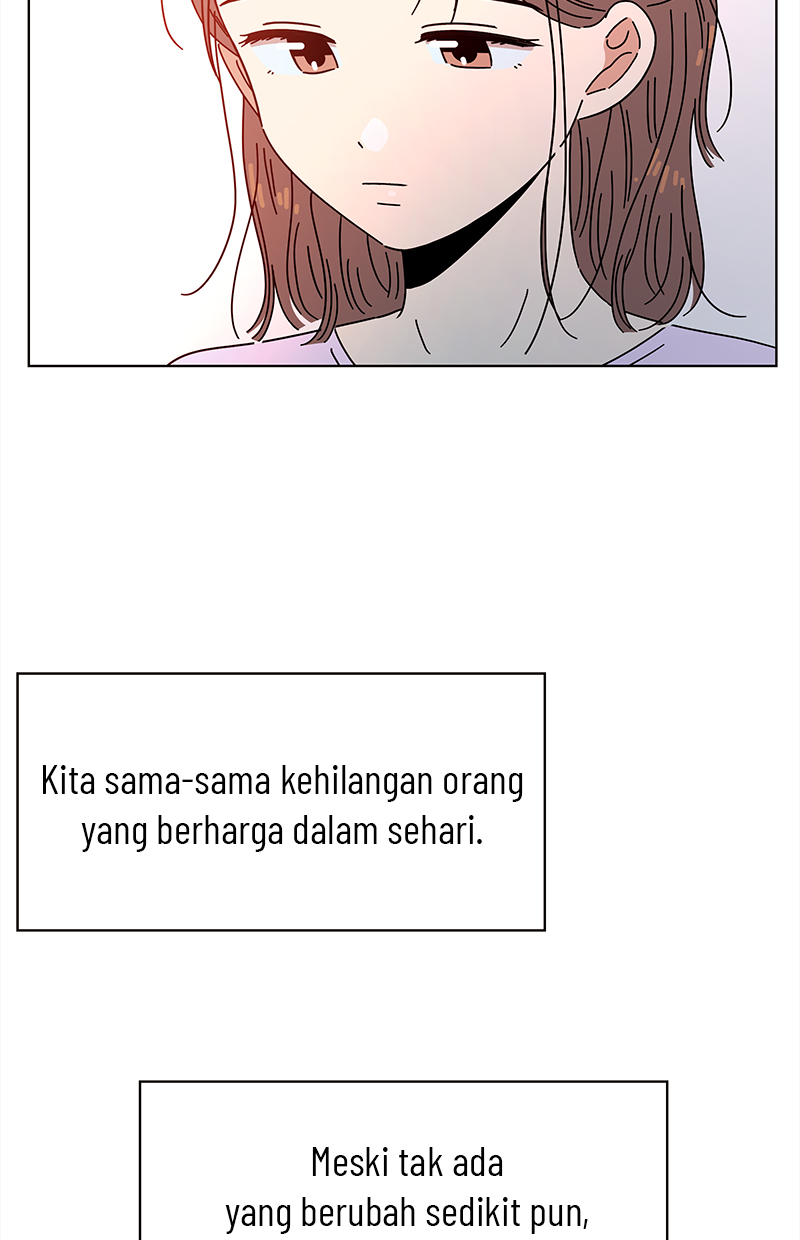 Kita sama-sama kehilangan orang
yang berharga dalam sehari.
Meski tak ada
yang berubah sedikit pun,